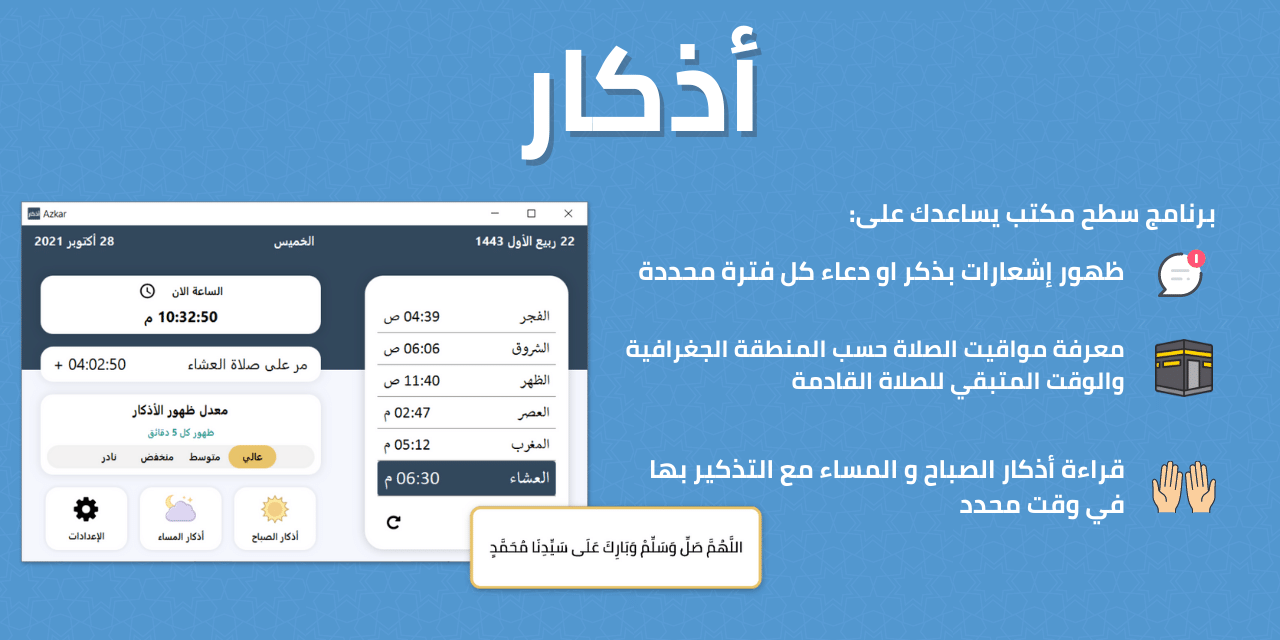 أذكار
برنامج سطح مكتب يساعدك على:
ظهور إشعارات بذكر او دعاء كل فترة محددة
معرفة مواقيت الصلاة حسب المنطقة الجغرافية
والوقت المتبقي للصلاة القادمة
قراءة أذكار الصباح و المساء مع التذكير بها
في وقت محدد
أذكار Azkar
22 ربيع الأول 1443 الخميس 28 أكتوبر 2021
الساعة الان
10:32:50 م
مر على صلاة العشاء 04:02:50 +
معدل ظهور الأذكار
ظهور كل 5 دقائق
عالي متوسط منخفض نادر
أذكار الصباح أذكار المساء الإعدادات
الفجر 04:39 ص
الشروق 06:06 ص
الظهر 11:40 ص
العصر 02:47 م
المغرب 05:12 م
العشاء 06:30 م
اللَّهُمَّ صَلِّ وَسَلِّمْ وَبَارِكَ عَلَى سَيِّدِنَا مُحَمَّدٍ